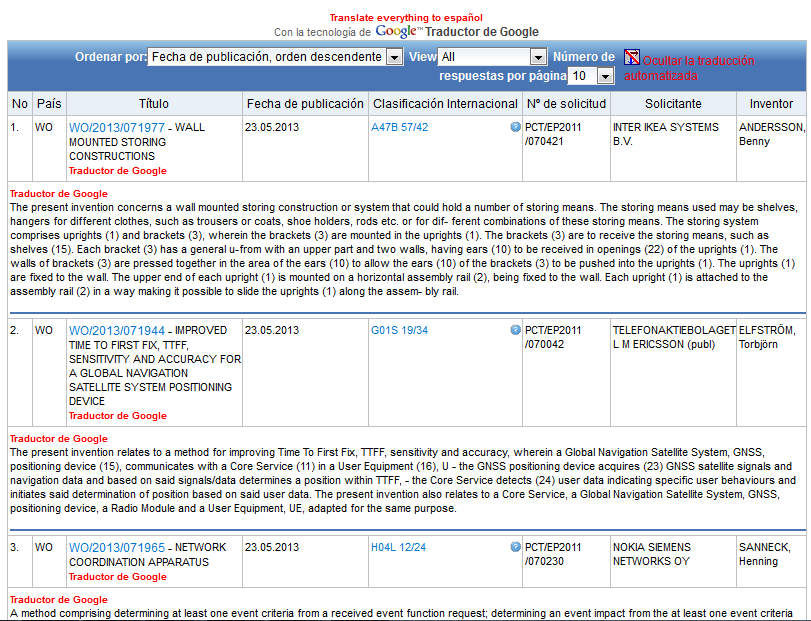 Translate everything to español
Con la tecnología de Google™ Traductor de Google
Ordenar por: Fecha de publicación, orden descendente View All Número de
respuestas por página 10
Ocultar la traducción
automatizada
No País Título Fecha de publicación Clasificación Internacional Nº de solicitud Solicitante Inventor
1. WO WO/2013/071977 - WALL 23.05.2013 A47B 57/42 PCT/EP2011 INTER IKEA SYSTEMS ANDERSSON,
MOUNTED STORING /070421 B.V. Benny
CONSTRUCTIONS
Traductor de Google
Traductor de Google
The present invention concerns a wall mounted storing construction or system that could hold a number of storing means. The storing means used may be shelves,
hangers for different clothes, such as trousers or coats, shoe holders, rods etc. or for dif- ferent combinations of these storing means. The storing system
comprises uprights (1) and brackets (3), wherein the brackets (3) are mounted in the uprights (1). The brackets (3) are to receive the storing means, such as
shelves (15). Each bracket (3) has a general u-from with an upper part and two walls, having ears (10) to be received in openings (22) of the uprights (1). The
walls of brackets (3) are pressed together in the area of the ears (10) to allow the ears (10) of the brackets (3) to be pushed into the uprights (1). The uprights (1)
are fixed to the wall. The upper end of each upright (1) is mounted on a horizontal assembly rail (2), being fixed to the wall. Each upright (1) is attached to the
assembly rail (2) in a way making it possible to slide the uprights (1) along the assem- bly rail.
2. WO WO/2013/071944 - IMPROVED 23.05.2013 G01S 19/34 PCT/EP2011 TELEFONAKTIEBOLAGET ELFSTRÖM,
TIME TO FIRST FIX, TTFF, /070042 L M ERICSSON (publ) Torbjörn
SENSITIVITY AND ACCURACY FOR
A GLOBAL NAVIGATION
SATELLITE SYSTEM POSITIONING
DEVICE
Traductor de Google
Traductor de Google
The present invention relates to a method for improving Time To First Fix, TTFF, sensitivity and accuracy, wherein a Global Navigation Satellite System, GNSS,
positioning device (15), communicates with a Core Service (11) in a User Equipment (16), U - the GNSS positioning device acquires (23) GNSS satellite signals and
navigation data and based on said signals/data determines a position within TTFF, - the Core Service detects (24) user data indicating specific user behaviours and
initiates said determination of position based on said user data. The present invention also relates to a Core Service, a Global Navigation Satellite System, GNSS,
positioning device, a Radio Module and a User Equipment, UE, adapted for the same purpose.
3. WO WO/2013/071965 - NETWORK 23.05.2013 H04L 12/24 PCT/EP2011 NOKIA SIEMENS SANNECK,
COORDINATION APPARATUS /070230 NETWORKS OY Henning
Traductor de Google
Traductor de Google
A method comprising determining at least one event criteria from a received event function request; determining an event impact from the at least one event criteria